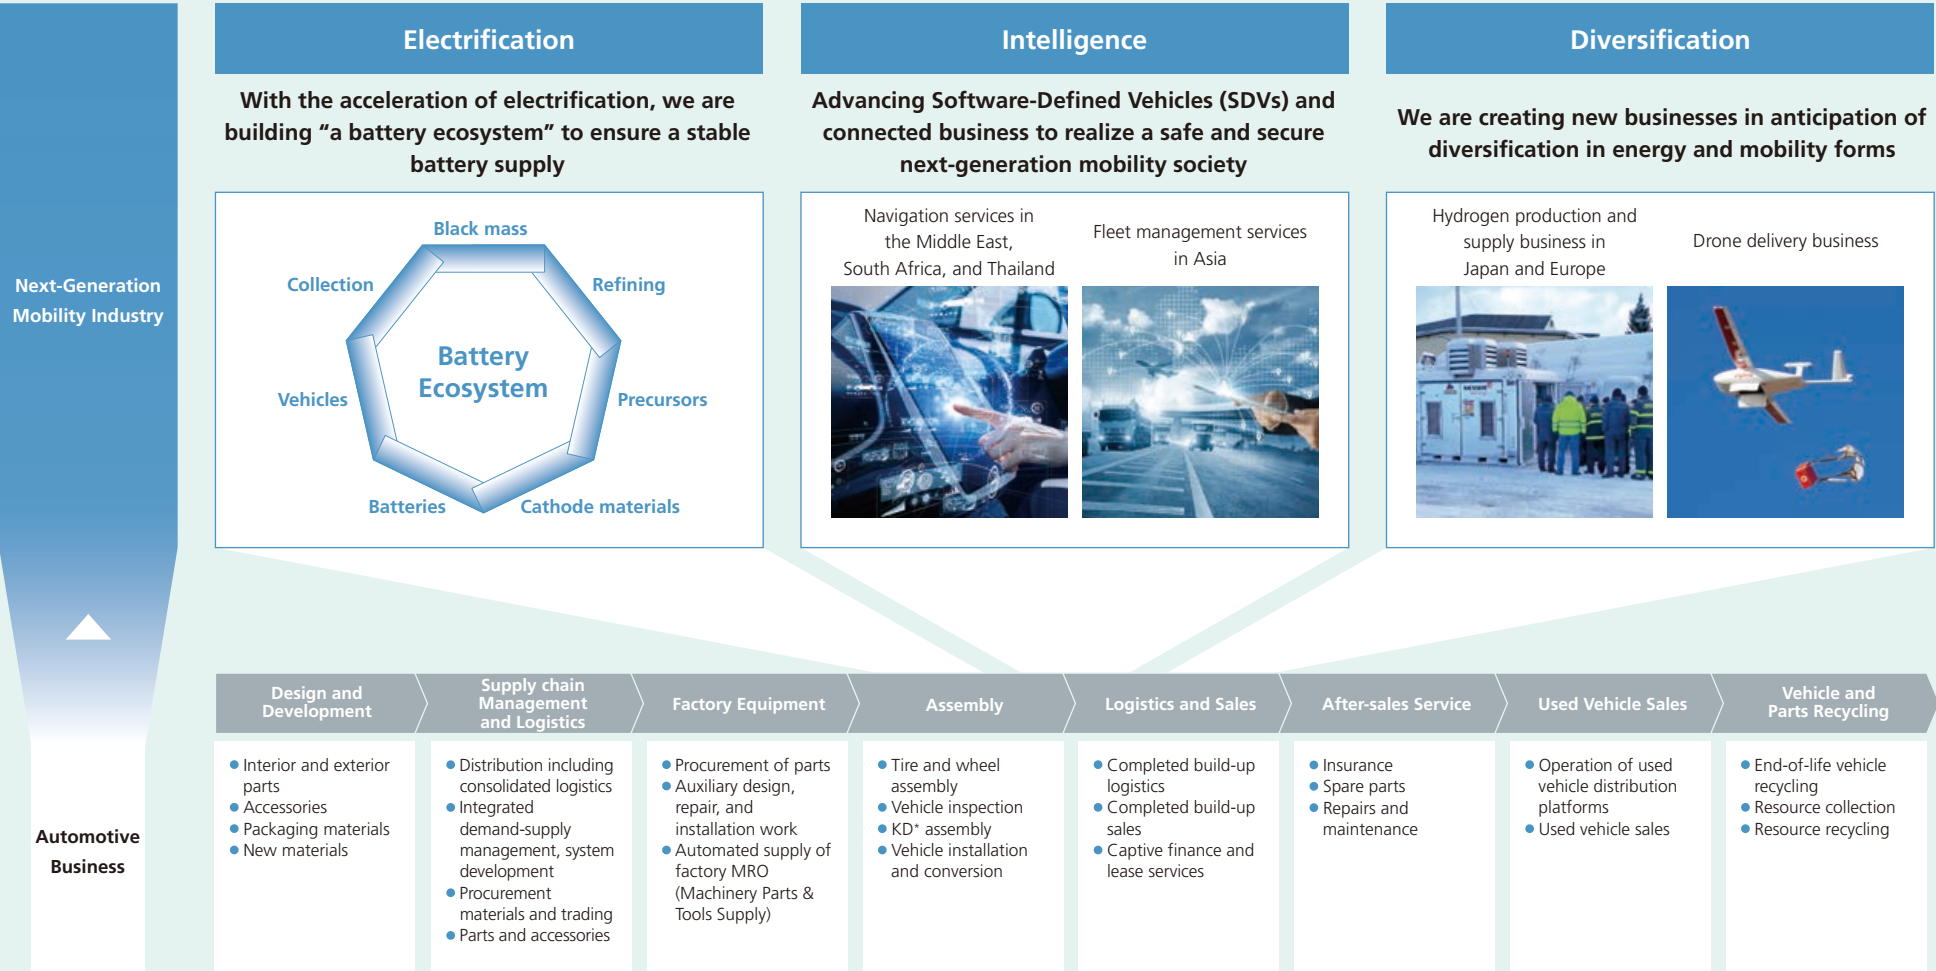 Electrification
With the acceleration of electrification, we are
building “a battery ecosystem” to ensure a stable
battery supply
Black mass
Collection
Refining
Battery
Ecosystem
Vehicles
Precursors
Batteries
Cathode materials
Intelligence
Advancing Software-Defined Vehicles (SDVs) and
connected business to realize a safe and secure
next-generation mobility society
Navigation services in
the Middle East,
South Africa, and Thailand
Fleet management services
in Asia
Diversification
We are creating new businesses in anticipation of
diversification in energy and mobility forms
Hydrogen production and
supply business in
Japan and Europe
Drone delivery business
Next-Generation
Mobility Industry
Automotive
Business
Design and
Development
● Interior and exterior
parts
● Accessories
● Packaging materials
● New materials
Supply chain
Management
and Logistics
● Distribution including
consolidated logistics
● Integrated
demand-supply
management, system
development
● Procurement
materials and trading
● Parts and accessories
Factory Equipment
● Procurement of parts
● Auxiliary design,
repair, and
installation work
● Automated supply of
factory MRO
(Machinery Parts &
Tools Supply)
Assembly
● Tire and wheel
assembly
● Vehicle inspection
● KD* assembly
● Vehicle installation
and conversion
Logistics and Sales
● Completed build-up
logistics
● Completed build-up
sales
● Captive finance and
lease services
After-sales Service
● Insurance
● Spare parts
● Repairs and
maintenance
Used Vehicle Sales
● Operation of used
vehicle distribution
platforms
● Used vehicle sales
Vehicle and
Parts Recycling
● End-of-life vehicle
recycling
● Resource collection
● Resource recycling